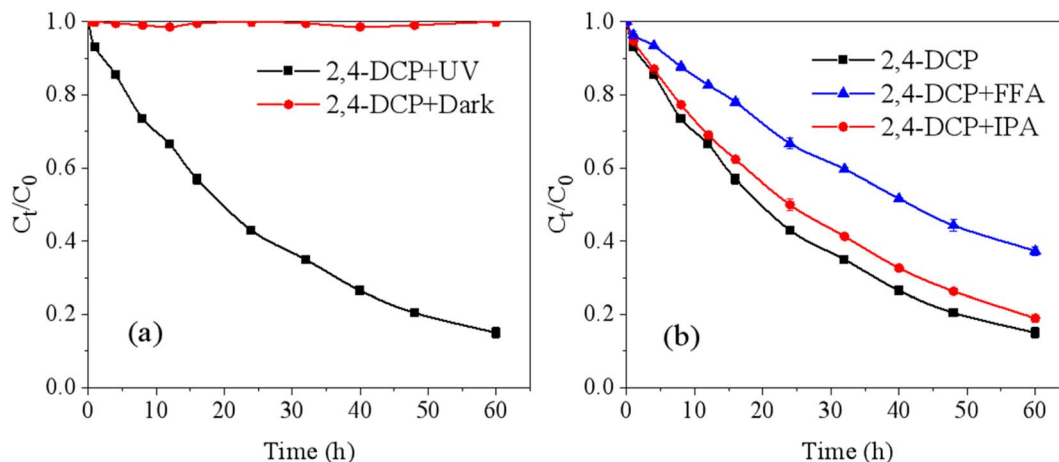 1.0
0.8
0.6
0.4
0.2
0.0
Cₜ/C₀
2,4-DCP+UV
2,4-DCP+Dark
(a)
0 10 20 30 40 50 60
Time (h)
1.0
0.8
0.6
0.4
0.2
0.0
Cₜ/C₀
2,4-DCP
2,4-DCP+FFA
2,4-DCP+IPA
(b)
0 10 20 30 40 50 60
Time (h)